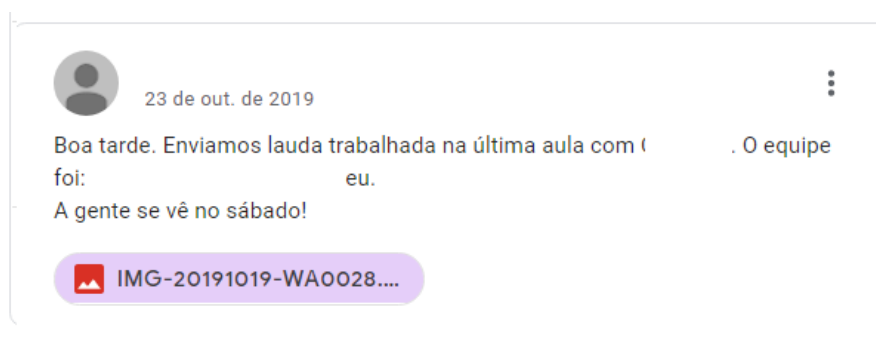 23 de out. de 2019
Boa tarde. Enviamos lauda trabalhada na última aula com . O equipe
foi: eu.
A gente se vê no sábado!
IMG-20191019-WA0028....